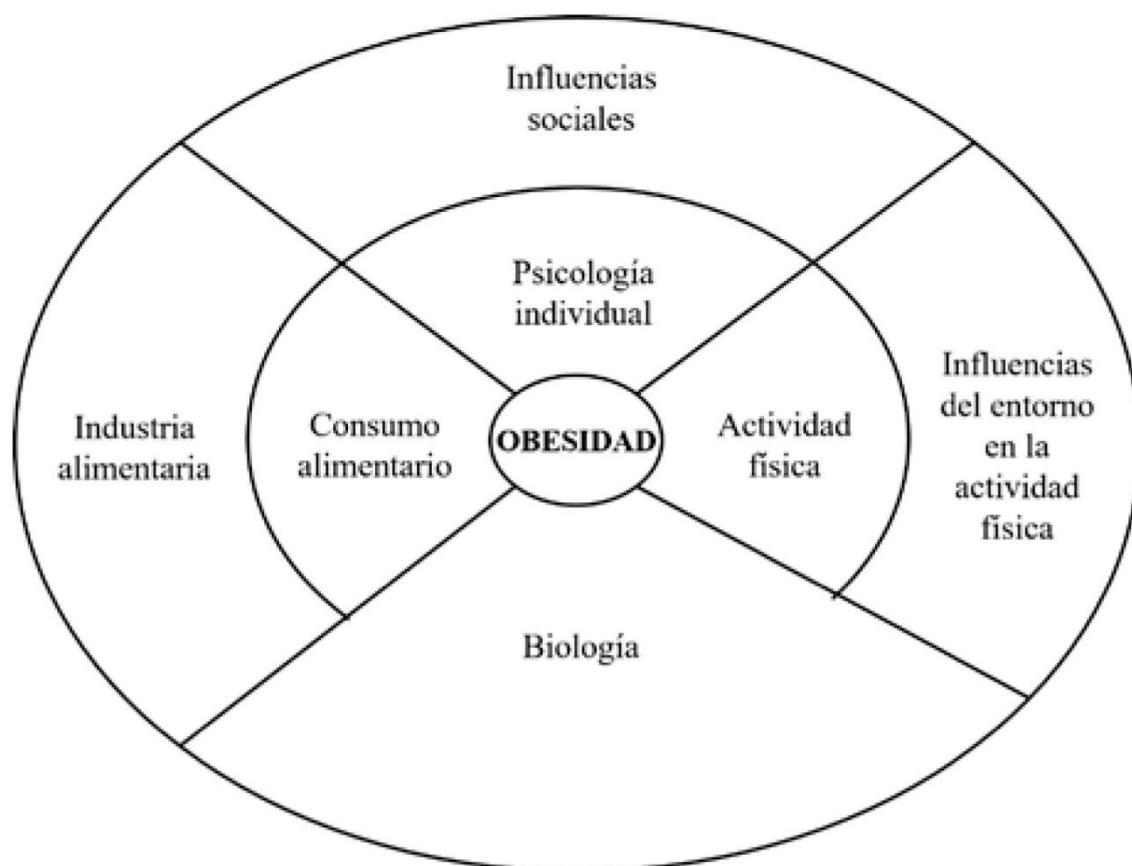 Influencias
sociales
Psicología
individual
Industria
alimentaria
Consumo
alimentario
OBESIDAD
Actividad
física
Influencias
del entorno
en la
actividad
física
Biología